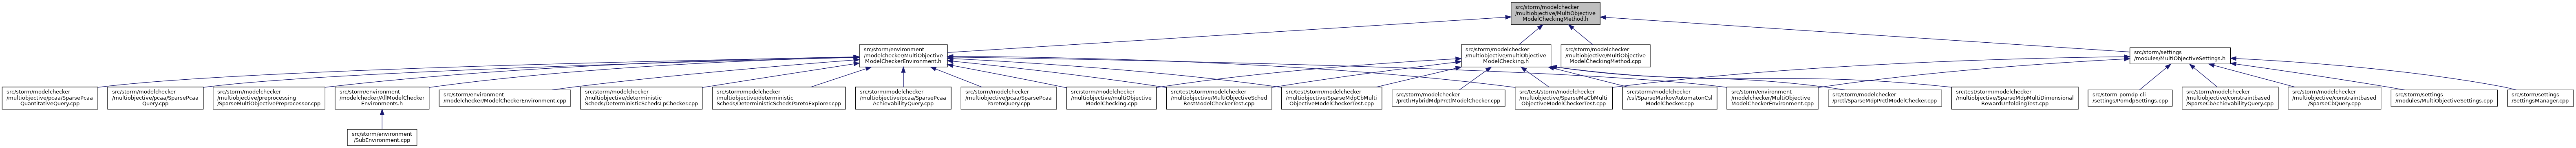 src/storm/modelchecker
/multiobjective/MultiObjective
ModelCheckingMethod.h
src/storm/environment
/modelchecker/MultiObjective
ModelCheckerEnvironment.h
src/storm/modelchecker
/multiobjective/multiObjective
ModelChecking.h
src/storm/modelchecker
/multiobjective/MultiObjective
ModelCheckingMethod.cpp
src/storm/settings
/modules/MultiObjectiveSettings.h
src/storm/modelchecker
/multiobjective/pcaa/SparsePcaa
QuantitativeQuery.cpp
src/storm/modelchecker
/multiobjective/pcaa/SparsePcaa
Query.cpp
src/storm/modelchecker
/multiobjective/preprocessing
/SparseMultiObjectivePreprocessor.cpp
src/storm/environment
/modelchecker/AllModelChecker
Environments.h
src/storm/environment
/modelchecker/ModelCheckerEnvironment.cpp
src/storm/modelchecker
/multiobjective/deterministic
Scheds/DeterministicSchedsLpChecker.cpp
src/storm/modelchecker
/multiobjective/deterministic
Scheds/DeterministicSchedsParetoExplorer.cpp
src/storm/modelchecker
/multiobjective/pcaa/SparsePcaa
AchievabilityQuery.cpp
src/storm/modelchecker
/multiobjective/pcaa/SparsePcaa
ParetoQuery.cpp
src/storm/modelchecker
/multiobjective/multiObjective
ModelChecking.cpp
src/test/storm/modelchecker
/multiobjective/MultiObjectiveSched
RestModelCheckerTest.cpp
src/test/storm/modelchecker
/multiobjective/SparseMdpCbMulti
ObjectiveModelCheckerTest.cpp
src/storm/modelchecker
/prctl/HybridMdpPrctlModelChecker.cpp
src/test/storm/modelchecker
/multiobjective/SparseMaCbMulti
ObjectiveModelCheckerTest.cpp
src/storm/modelchecker
/csl/SparseMarkovAutomatonCsl
ModelChecker.cpp
src/storm/environment
/modelchecker/MultiObjective
ModelCheckerEnvironment.cpp
src/storm/modelchecker
/prctl/SparseMdpPrctlModelChecker.cpp
src/test/storm/modelchecker
/multiobjective/SparseMdpMultiDimensional
RewardUnfoldingTest.cpp
src/storm-pomdp-cli
/settings/PomdpSettings.cpp
src/storm/modelchecker
/multiobjective/constraintbased
/SparseCbAchievabilityQuery.cpp
src/storm/modelchecker
/multiobjective/constraintbased
/SparseCbQuery.cpp
src/storm/settings
/modules/MultiObjectiveSettings.cpp
src/storm/settings
/SettingsManager.cpp
src/storm/environment
/SubEnvironment.cpp